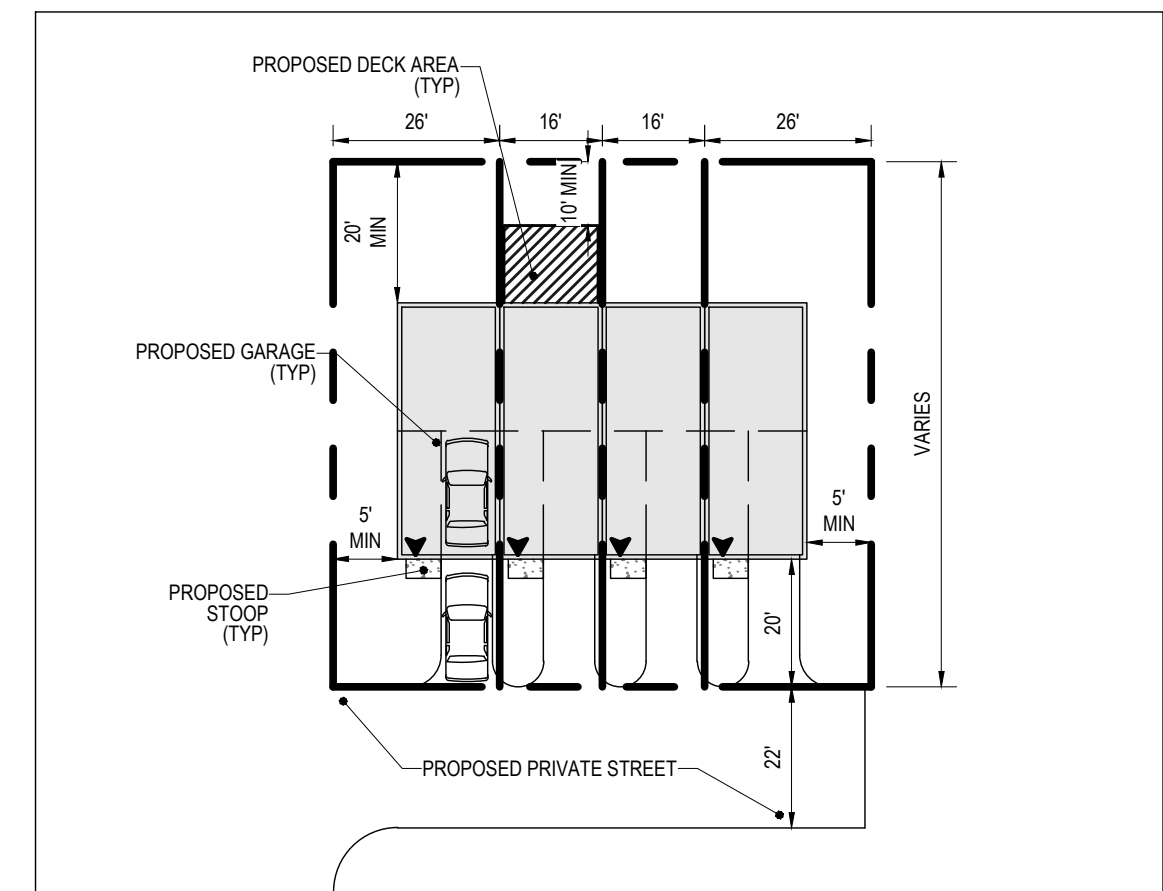 PROPOSED DECK AREA
(TYP)
26'
16'
16'
26'
10' MIN
20'
MIN
PROPOSED GARAGE
(TYP)
VARIES
5'
MIN
5'
MIN
PROPOSED
STOOP
(TYP)
20'
22'
PROPOSED PRIVATE STREET